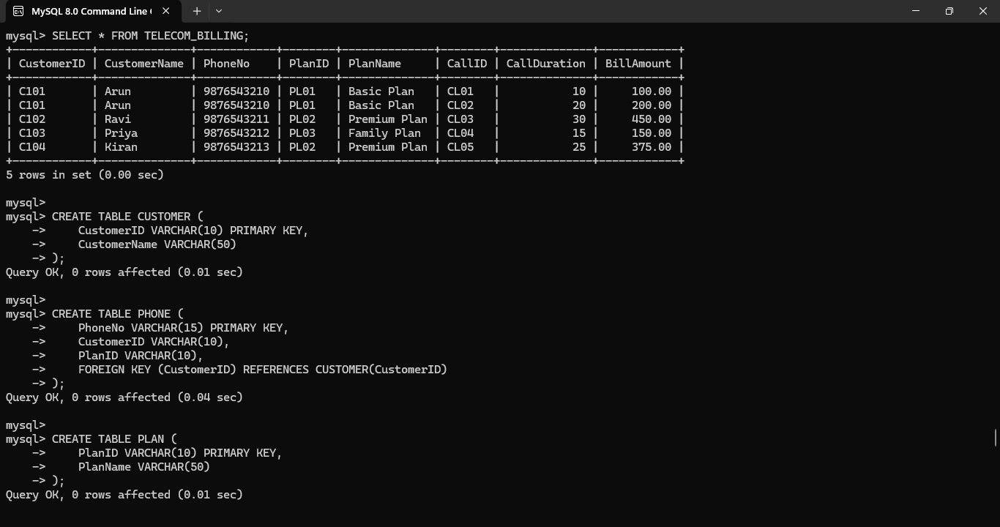 MySQL 8.0 Command Line
mysql> SELECT * FROM TELECOM_BILLING;
+------------+--------------+------------+--------+--------------+--------+--------------+------------+
| CustomerID | CustomerName | PhoneNo    | PlanID | PlanName     | CallID | CallDuration | BillAmount |
+------------+--------------+------------+--------+--------------+--------+--------------+------------+
| C101       | Arun         | 9876543210 | PL01   | Basic Plan   | CL01   |           10 |     100.00 |
| C101       | Arun         | 9876543210 | PL01   | Basic Plan   | CL02   |           20 |     200.00 |
| C102       | Ravi         | 9876543211 | PL02   | Premium Plan | CL03   |           30 |     450.00 |
| C103       | Priya        | 9876543212 | PL03   | Family Plan  | CL04   |           15 |     150.00 |
| C104       | Kiran        | 9876543213 | PL02   | Premium Plan | CL05   |           25 |     375.00 |
+------------+--------------+------------+--------+--------------+--------+--------------+------------+
5 rows in set (0.00 sec)
mysql>
mysql> CREATE TABLE CUSTOMER (
    ->     CustomerID VARCHAR(10) PRIMARY KEY,
    ->     CustomerName VARCHAR(50)
    -> );
Query OK, 0 rows affected (0.01 sec)
mysql>
mysql> CREATE TABLE PHONE (
    ->     PhoneNo VARCHAR(15) PRIMARY KEY,
    ->     CustomerID VARCHAR(10),
    ->     PlanID VARCHAR(10),
    ->     FOREIGN KEY (CustomerID) REFERENCES CUSTOMER(CustomerID)
    -> );
Query OK, 0 rows affected (0.04 sec)
mysql>
mysql> CREATE TABLE PLAN (
    ->     PlanID VARCHAR(10) PRIMARY KEY,
    ->     PlanName VARCHAR(50)
    -> );
Query OK, 0 rows affected (0.01 sec)